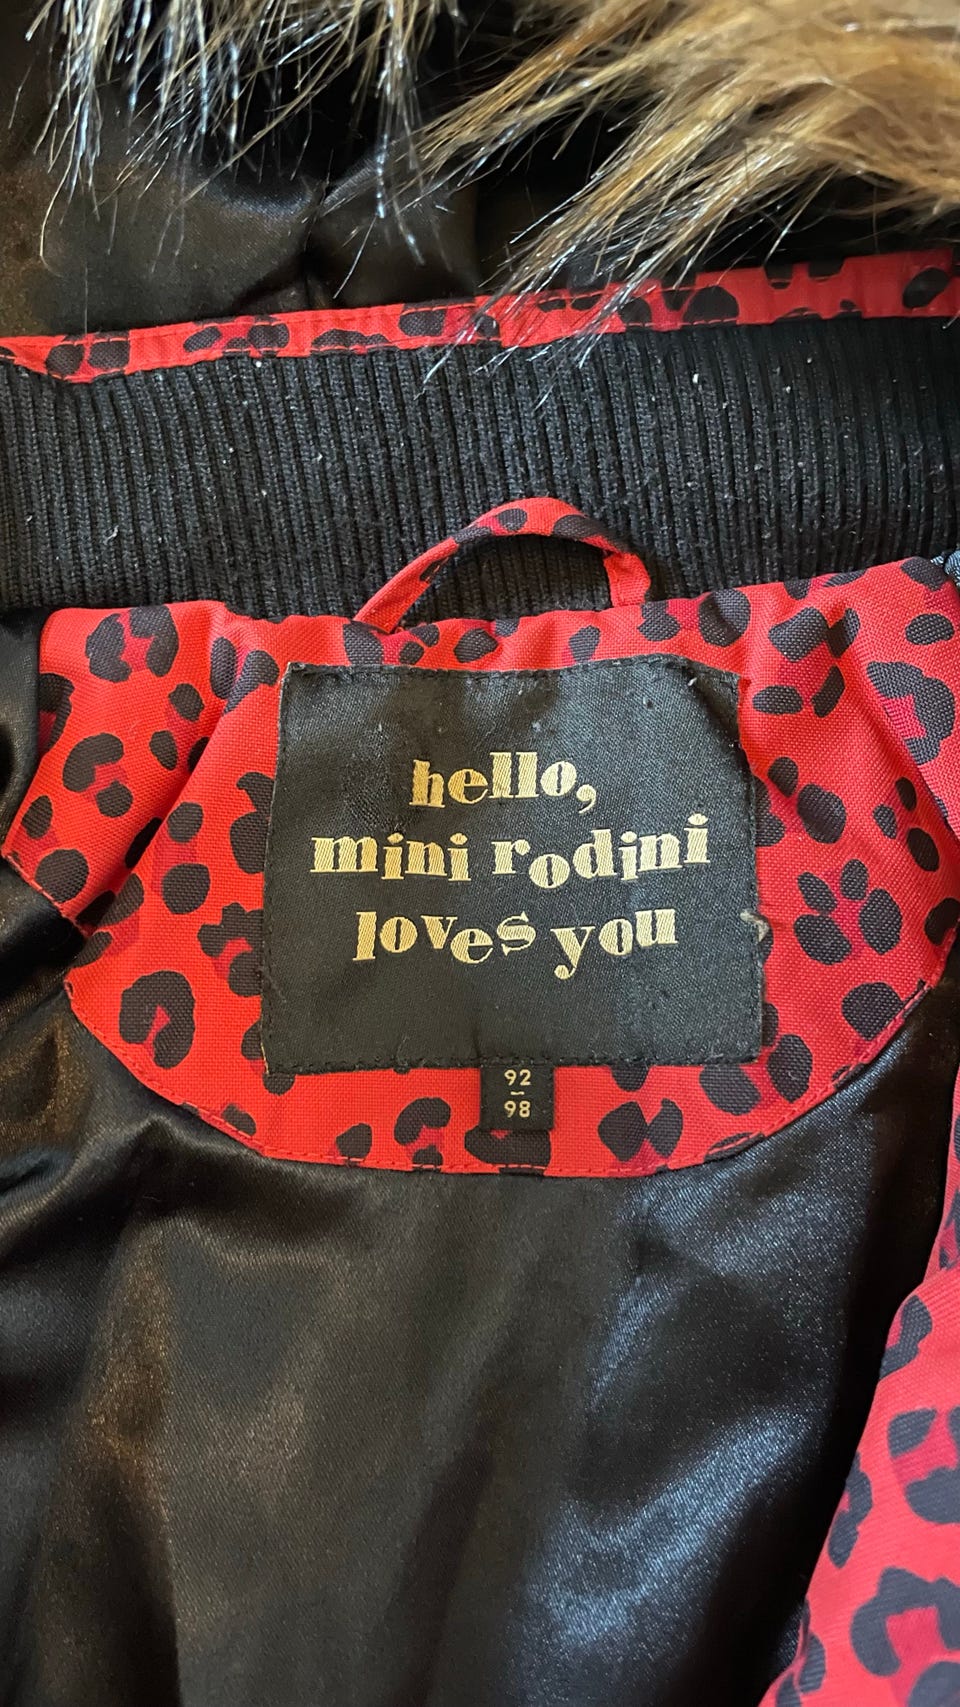 hello,
mini rodini
loves you
92
–
98